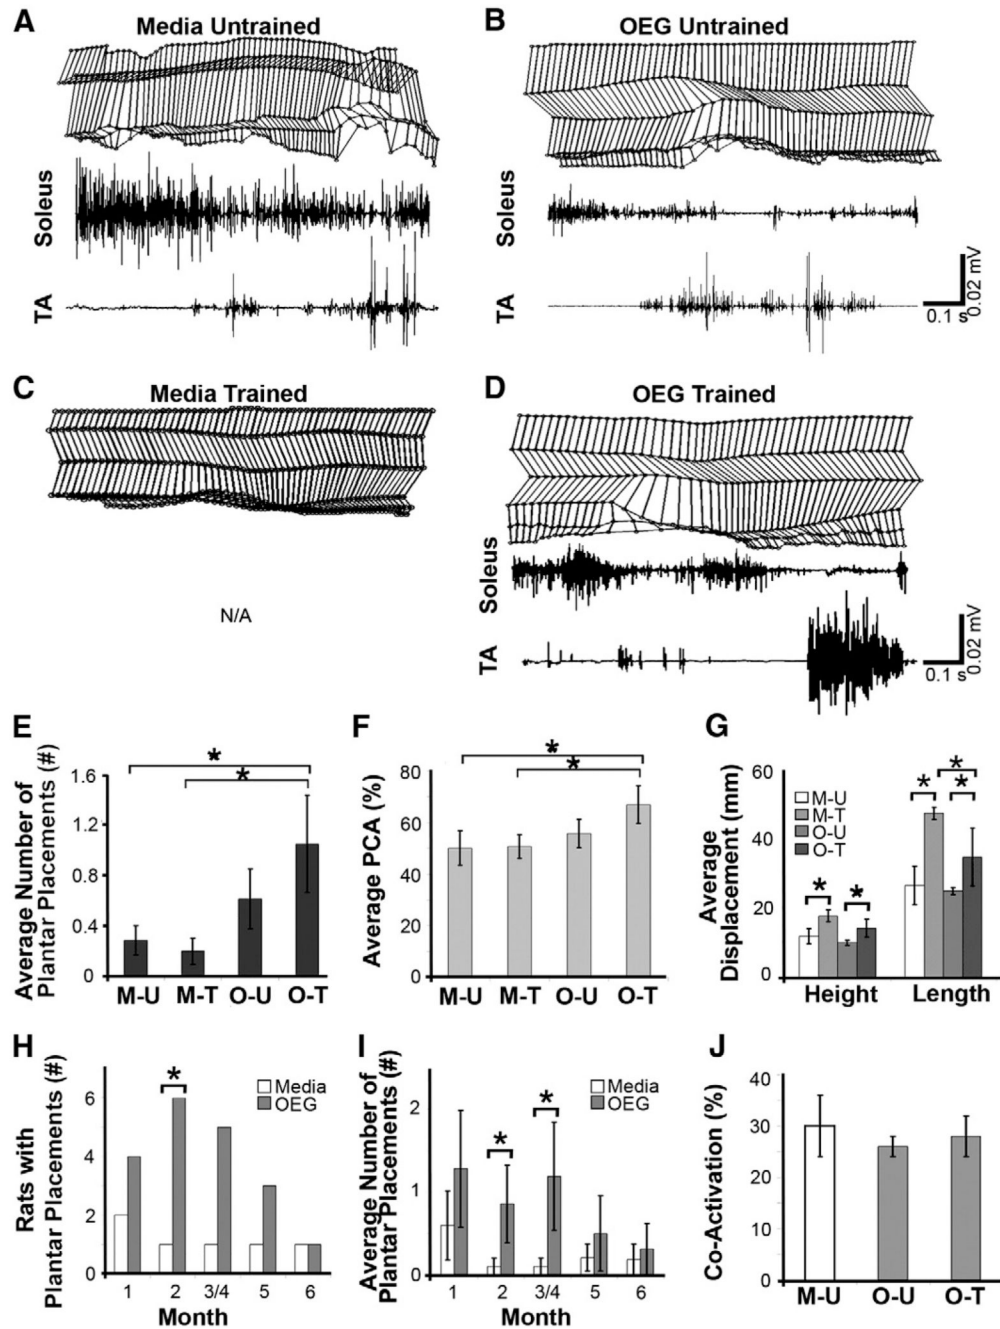 A
Media Untrained
Soleus
TA
B
OEG Untrained
Soleus
TA
0.02 mV
0.1 s
C
Media Trained
N/A
D
OEG Trained
Soleus
TA
0.02 mV
0.1 s
E
Average Number of
Plantar Placements (#)
1.6
1.2
0.8
0.4
0
*
*
M-U M-T O-U O-T
F
Average PCA (%)
80
60
40
20
0
*
*
M-U M-T O-U O-T
G
Average
Displacement (mm)
60
40
20
0
M-U
M-T
O-U
O-T
*
*
*
*
*
Height Length
H
Rats with
Plantar Placements (#)
6
4
2
0
*
Media
OEG
1 2 3/4 5 6
Month
I
Average Number of
Plantar Placements (#)
2
1
0
*
*
Media
OEG
1 2 3/4 5 6
Month
J
Co-Activation (%)
40
30
20
10
0
M-U O-U O-T